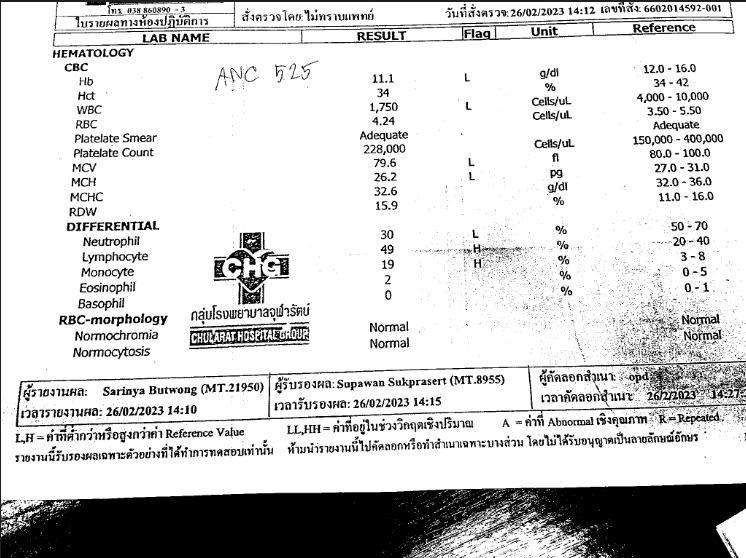 โทร 038 860890 - 3
ใบรายผลทางห้องปฏิบัติการ สั่งตรวจโดย:ไม่ทราบแพทย์ วันที่สั่งตรวจ:26/02/2023 14:12 เลขที่สั่ง: 6602014592-001
LAB NAME RESULT Flag Unit Reference
HEMATOLOGY
CBC ANC 525
Hb 11.1 L g/dl 12.0 - 16.0
Hct 34 % 34 - 42
WBC 1,750 L Cells/uL 4,000 - 10,000
RBC 4.24 Cells/uL 3.50 - 5.50
Platelate Smear Adequate Adequate
Platelate Count 228,000 Cells/uL 150,000 - 400,000
MCV 79.6 L fl 80.0 - 100.0
MCH 26.2 L pg 27.0 - 31.0
MCHC 32.6 g/dl 32.0 - 36.0
RDW 15.9 % 11.0 - 16.0
DIFFERENTIAL
Neutrophil 30 L % 50 - 70
Lymphocyte 49 H % 20 - 40
Monocyte 19 H % 3 - 8
Eosinophil 2 % 0 - 5
Basophil 0 % 0 - 1
CHG
RBC-morphology กลุ่มโรงพยาบาลจุฬารัตน์
Normochromia Normal Normal
CHULARAT HOSPITAL GROUP
Normocytosis Normal Normal
ผู้รายงานผล: Sarinya Butwong (MT.21950) ผู้รับรองผล: Supawan Sukprasert (MT.8955) ผู้คัดลอกสำเนา: opd
เวลารายงานผล: 26/02/2023 14:10 เวลารับรองผล: 26/02/2023 14:15 เวลาคัดลอกสำเนา: 26/2/2023 14:27:
L,H = ค่าที่ต่ำกว่าหรือสูงกว่าค่า Reference Value LL,HH = ค่าที่อยู่ในช่วงวิกฤตเชิงปริมาณ A = ค่าที่ Abnormal เชิงคุณภาพ R = Repeated
รายงานนี้รับรองผลเฉพาะตัวอย่างที่ได้ทำการทดสอบเท่านั้น ห้ามนำรายงานนี้ไปคัดลอกหรือทำสำเนาเฉพาะบางส่วน โดยไม่ได้รับอนุญาตเป็นลายลักษณ์อักษร